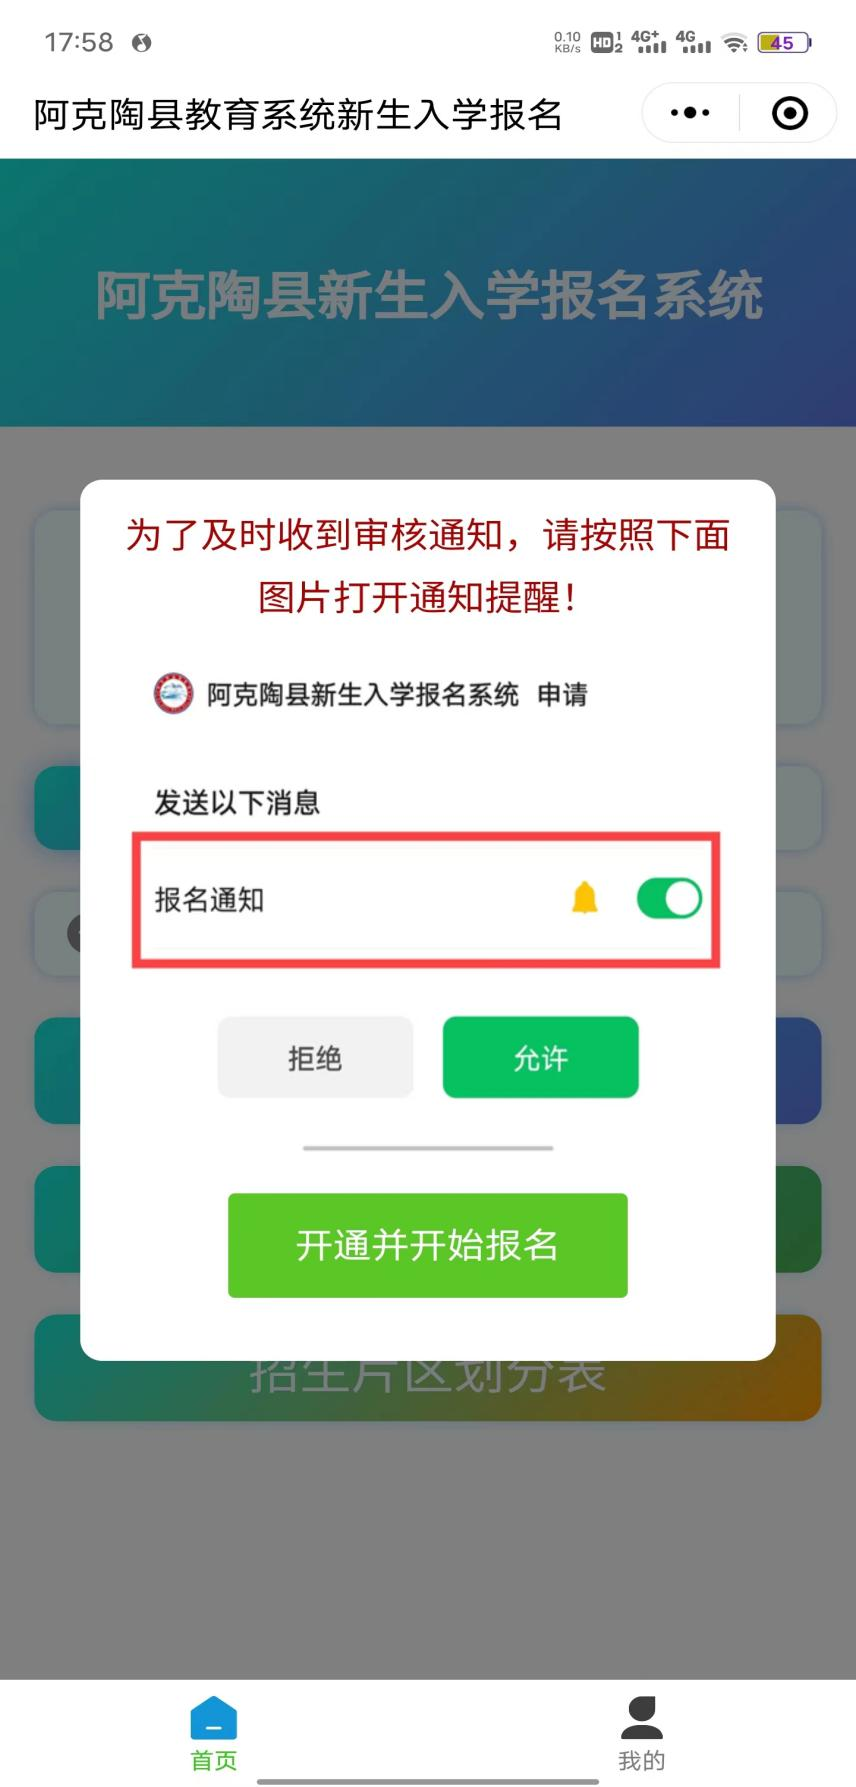 17:58
0.10
KB/s
HD 1
2
4G+
4G
45
阿克陶县教育系统新生入学报名
阿克陶县新生入学报名系统
为了及时收到审核通知，请按照下面
图片打开通知提醒！
阿克陶县新生入学报名系统 申请
发送以下消息
报名通知
拒绝
允许
开通并开始报名
招生片区划分表
首页
我的